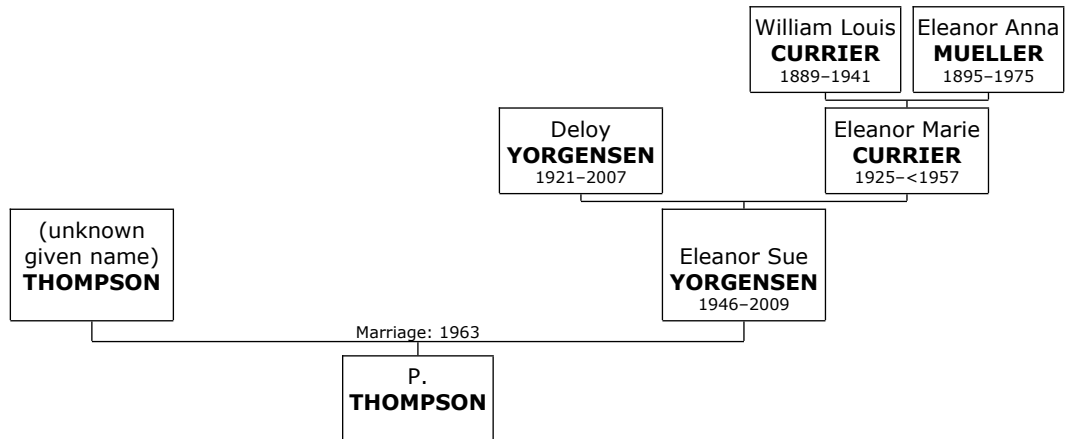 William Louis
CURRIER
1889–1941
Eleanor Anna
MUELLER
1895–1975
Deloy
YORGENSEN
1921–2007
Eleanor Marie
CURRIER
1925–<1957
(unknown
given name)
THOMPSON
Eleanor Sue
YORGENSEN
1946–2009
Marriage: 1963
P.
THOMPSON